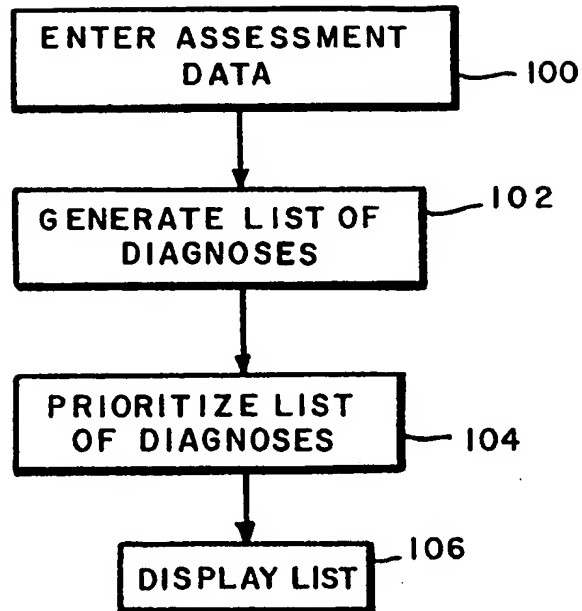 ENTER ASSESSMENT
DATA
100
GENERATE LIST OF
DIAGNOSES
102
PRIORITIZE LIST
OF DIAGNOSES
104
DISPLAY LIST
106